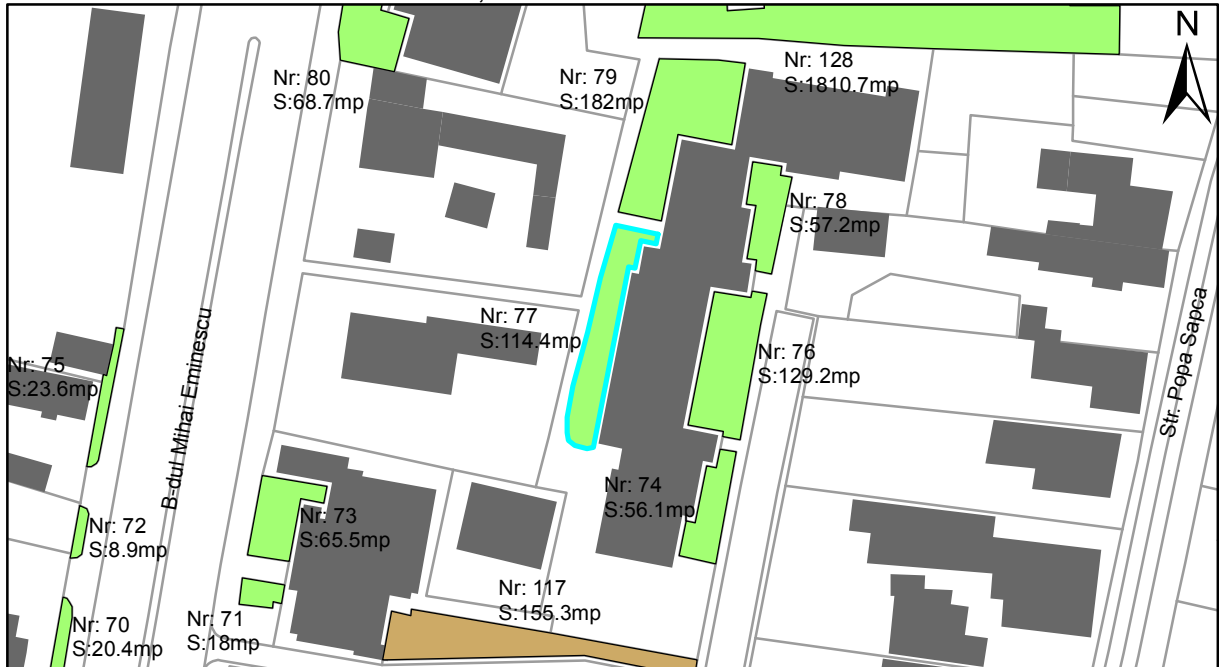 N
Nr: 128
S:1810.7mp
Nr: 80
S:68.7mp
Nr: 79
S:182mp
Nr: 78
S:57.2mp
Nr: 77
S:114.4mp
Nr: 76
S:129.2mp
Nr: 75
S:23.6mp
B-dul Mihai Eminescu
Str. Popa Sapca
Nr: 74
S:56.1mp
Nr: 73
S:65.5mp
Nr: 72
S:8.9mp
Nr: 117
S:155.3mp
Nr: 71
S:18mp
Nr: 70
S:20.4mp